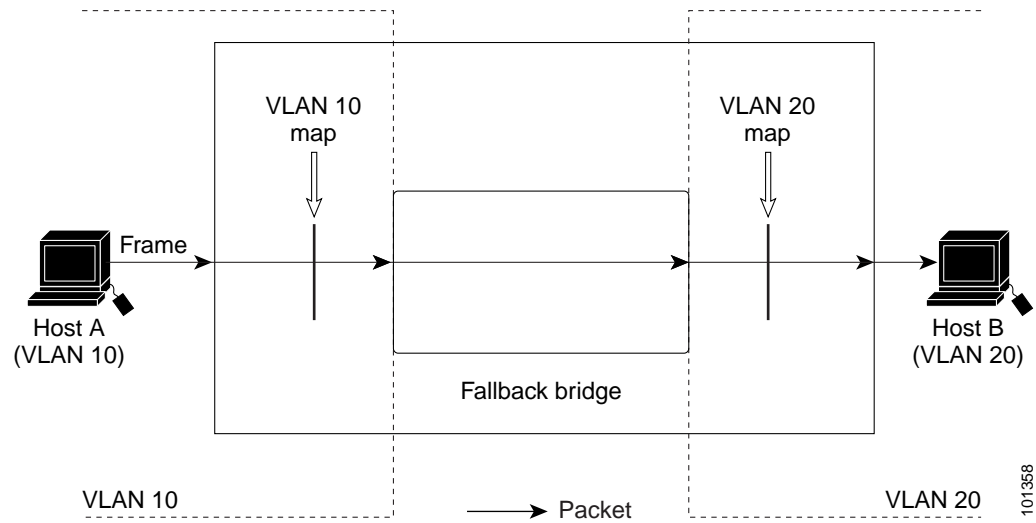 VLAN 10
map
VLAN 20
map
Frame
Host A
(VLAN 10)
Host B
(VLAN 20)
Fallback bridge
VLAN 10
Packet
VLAN 20
101358